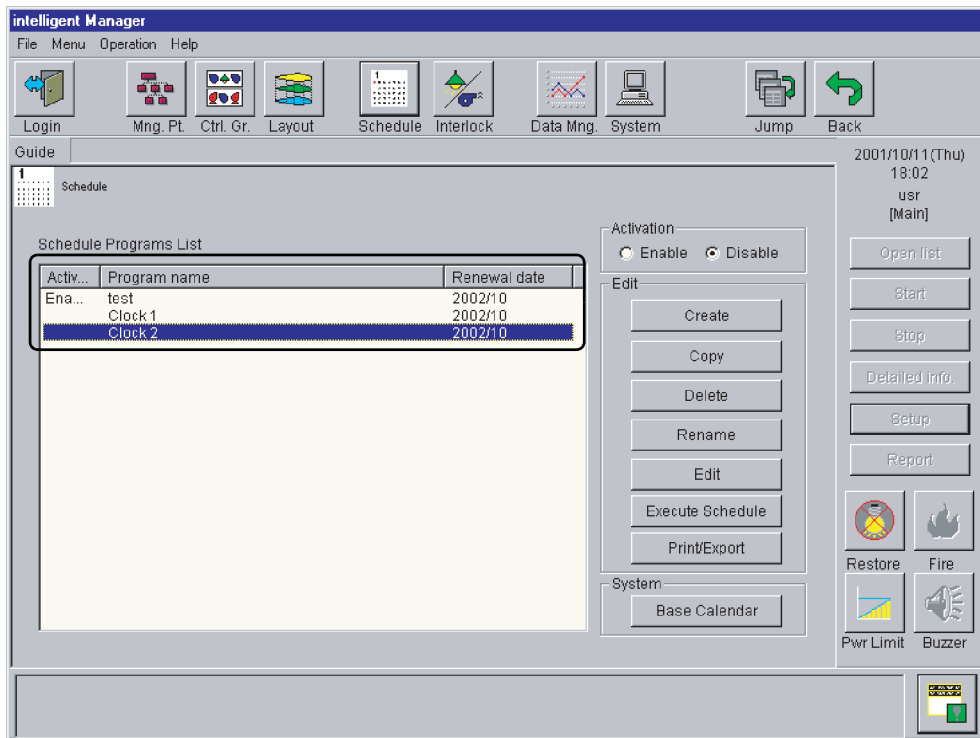 intelligent Manager
File Menu Operation Help
Login Mng. Pt. Ctrl. Gr. Layout Schedule Interlock Data Mng. System Jump Back
Guide
2001/10/11(Thu)
18:02
usr
[Main]
1
Schedule
Schedule Programs List
Activ... Program name Renewal date
Ena... test 2002/10
Clock 1 2002/10
Clock 2 2002/10
Activation
Enable Disable
Edit
Create
Copy
Delete
Rename
Edit
Execute Schedule
Print/Export
System
Base Calendar
Open list
Start
Stop
Detailed info.
Setup
Report
Restore Fire
Pwr Limit Buzzer